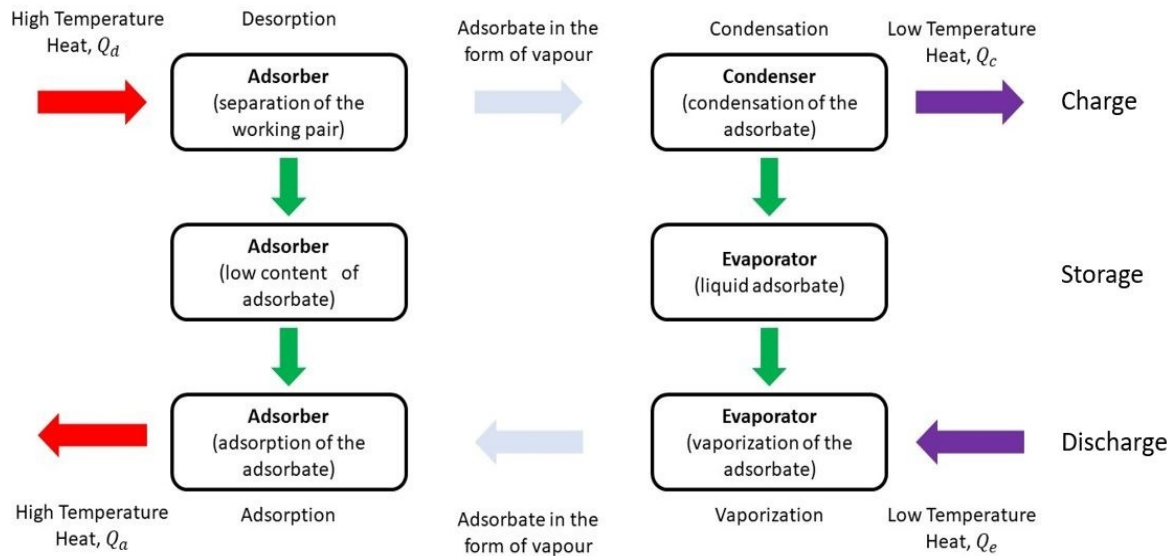 High Temperature
Heat, Q_d
Desorption
Adsorbate in the
form of vapour
Condensation
Low Temperature
Heat, Q_c
Adsorber
(separation of the
working pair)
Condenser
(condensation of the
adsorbate)
Charge
Adsorber
(low content of
adsorbate)
Evaporator
(liquid adsorbate)
Storage
Adsorber
(adsorption of the
adsorbate)
Evaporator
(vaporization of the
adsorbate)
Discharge
High Temperature
Heat, Q_a
Adsorption
Adsorbate in the
form of vapour
Vaporization
Low Temperature
Heat, Q_e